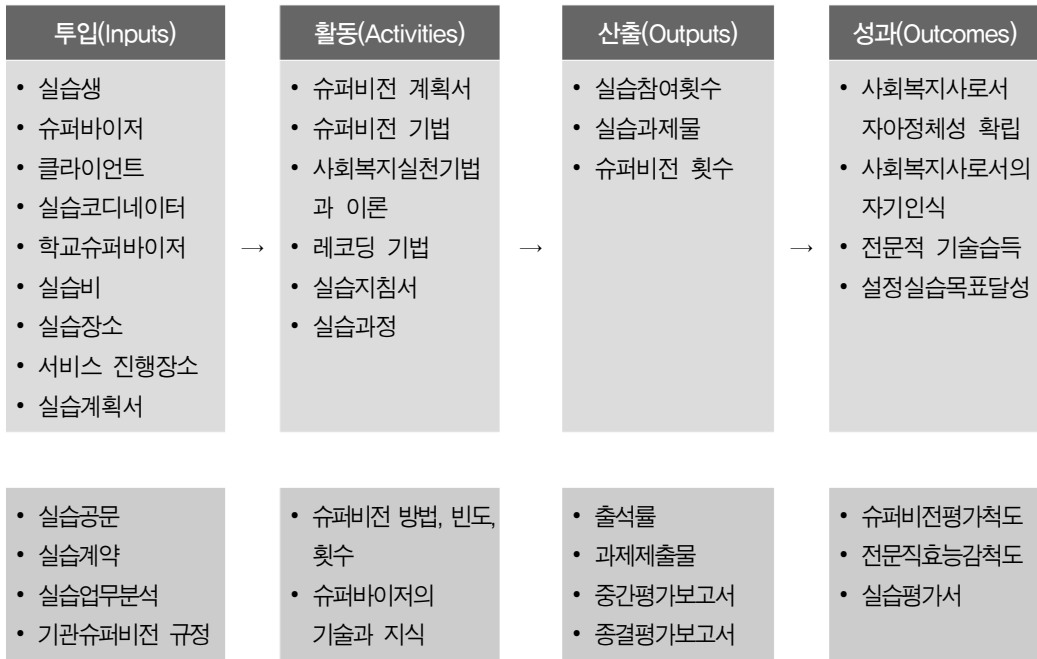 투입(Inputs)
• 실습생
• 슈퍼바이저
• 클라이언트
• 실습코디네이터
• 학교슈퍼바이저
• 실습비
• 실습장소
• 서비스 진행장소
• 실습계획서
→
활동(Activities)
• 슈퍼비전 계획서
• 슈퍼비전 기법
• 사회복지실천기법
과 이론
• 레코딩 기법
• 실습지침서
• 실습과정
→
산출(Outputs)
• 실습참여횟수
• 실습과제물
• 슈퍼비전 횟수
→
성과(Outcomes)
• 사회복지사로서
자아정체성 확립
• 사회복지사로서의
자기인식
• 전문적 기술습득
• 설정실습목표달성
• 실습공문
• 실습계약
• 실습업무분석
• 기관슈퍼비전 규정
• 슈퍼비전 방법, 빈도,
횟수
• 슈퍼바이저의
기술과 지식
• 출석률
• 과제제출물
• 중간평가보고서
• 종결평가보고서
• 슈퍼비전평가척도
• 전문직효능감척도
• 실습평가서